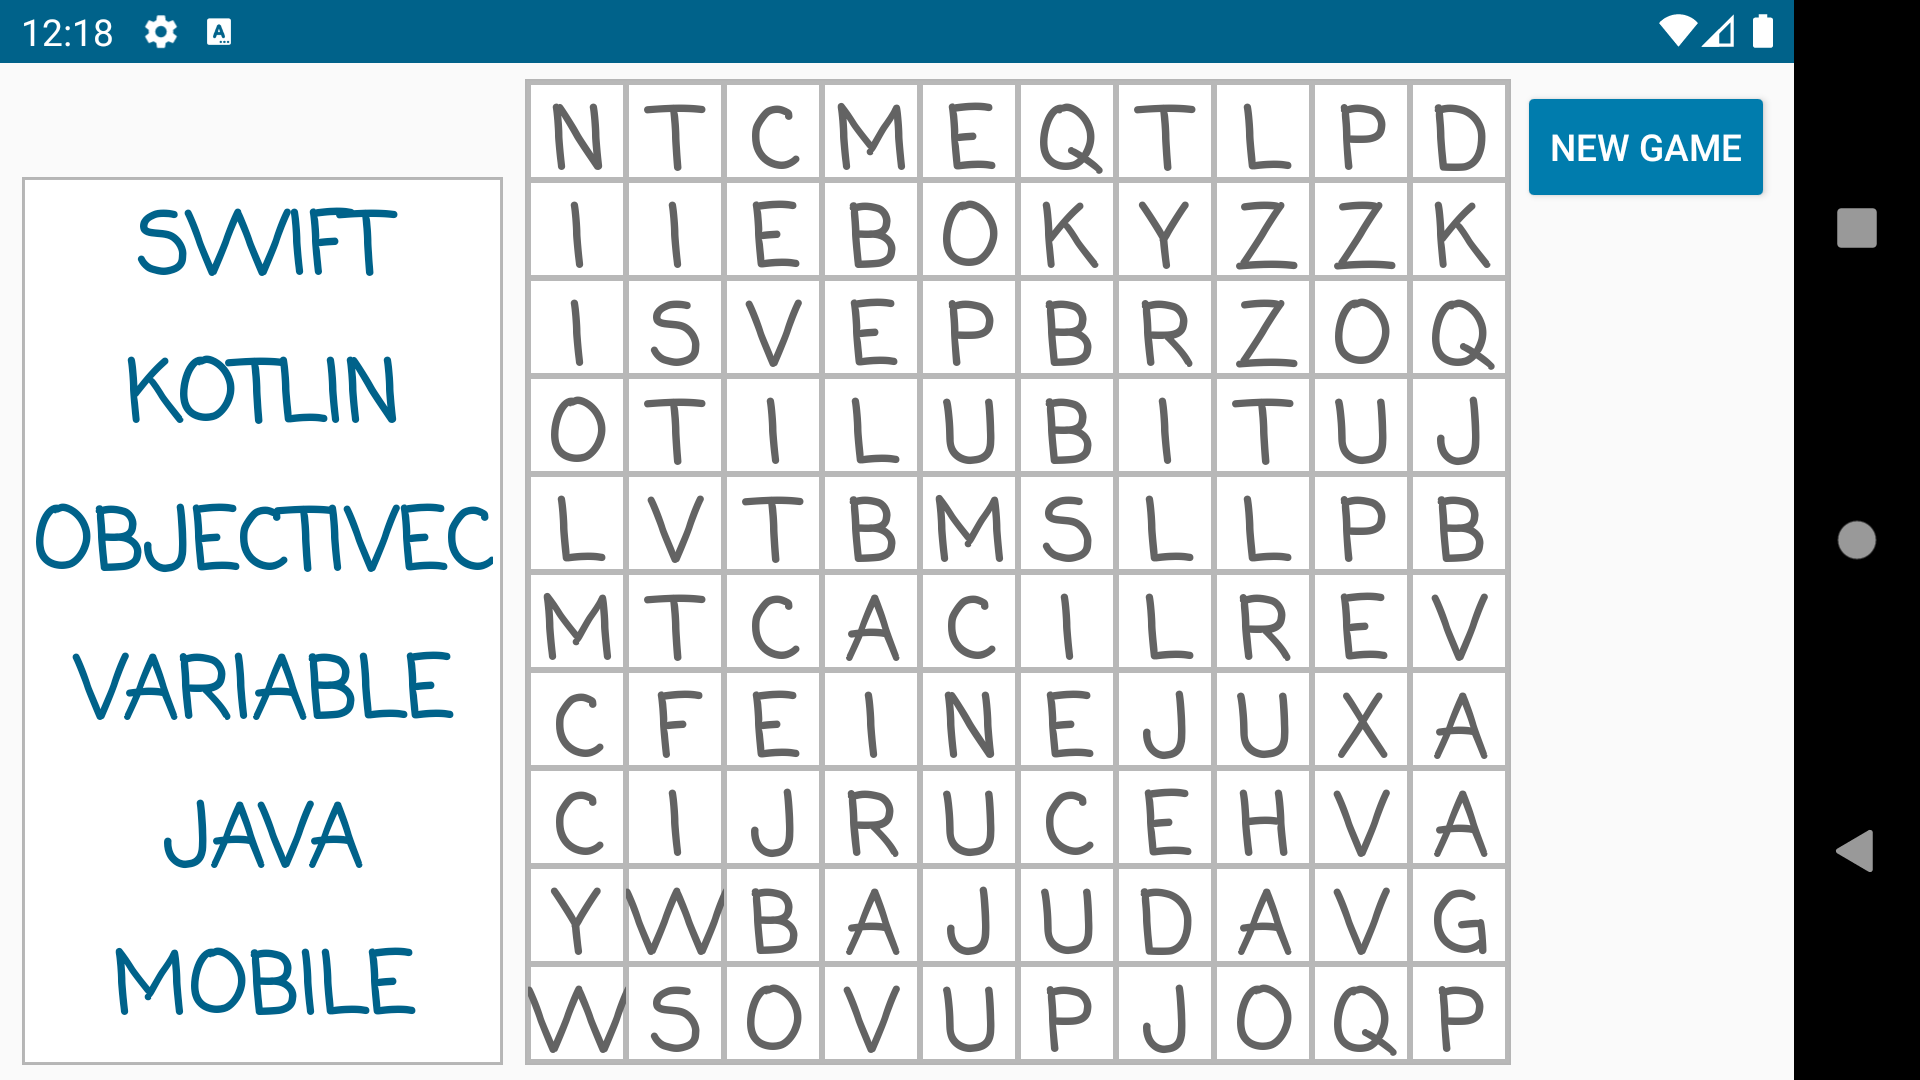 12:18
A
SWIFT
KOTLIN
OBJECTIVEC
VARIABLE
JAVA
MOBILE
N T C M E Q T L P D
I I E B O K Y Z Z K
I S V E P B R Z O Q
O T I L U B I T U J
L V T B M S L L P B
M T C A C I L R E V
C F E I N E J U X A
C I J R U C E H V A
Y W B A J U D A V G
W S O V U P J O Q P
NEW GAME